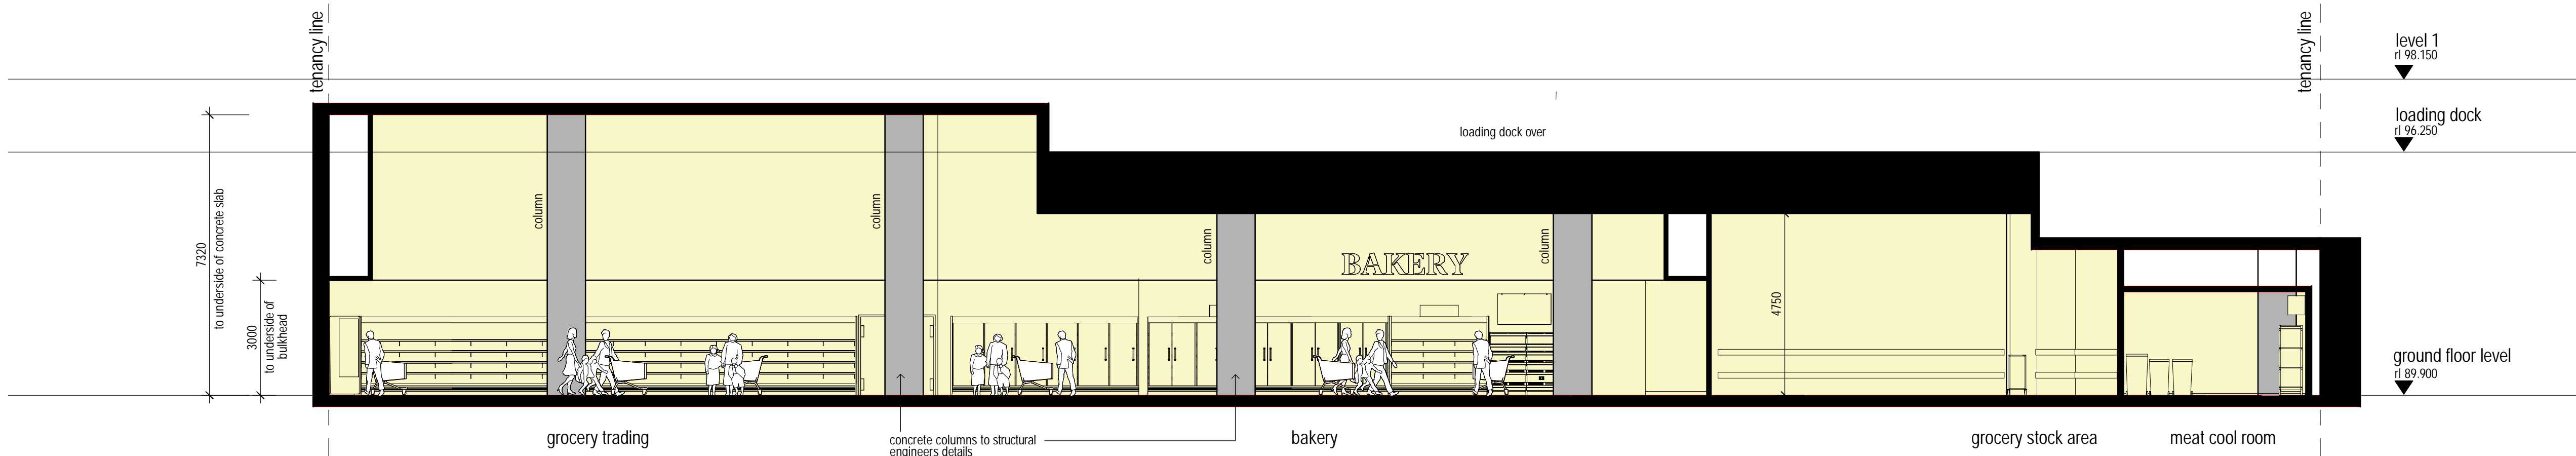 tenancy line
tenancy line
level 1
rl 98.150
loading dock
rl 96.250
loading dock over
7320
to underside of concrete slab
3000
to underside of
bulkhead
column
column
column
column
BAKERY
4750
ground floor level
rl 89.900
grocery trading
concrete columns to structural
engineers details
bakery
grocery stock area
meat cool room